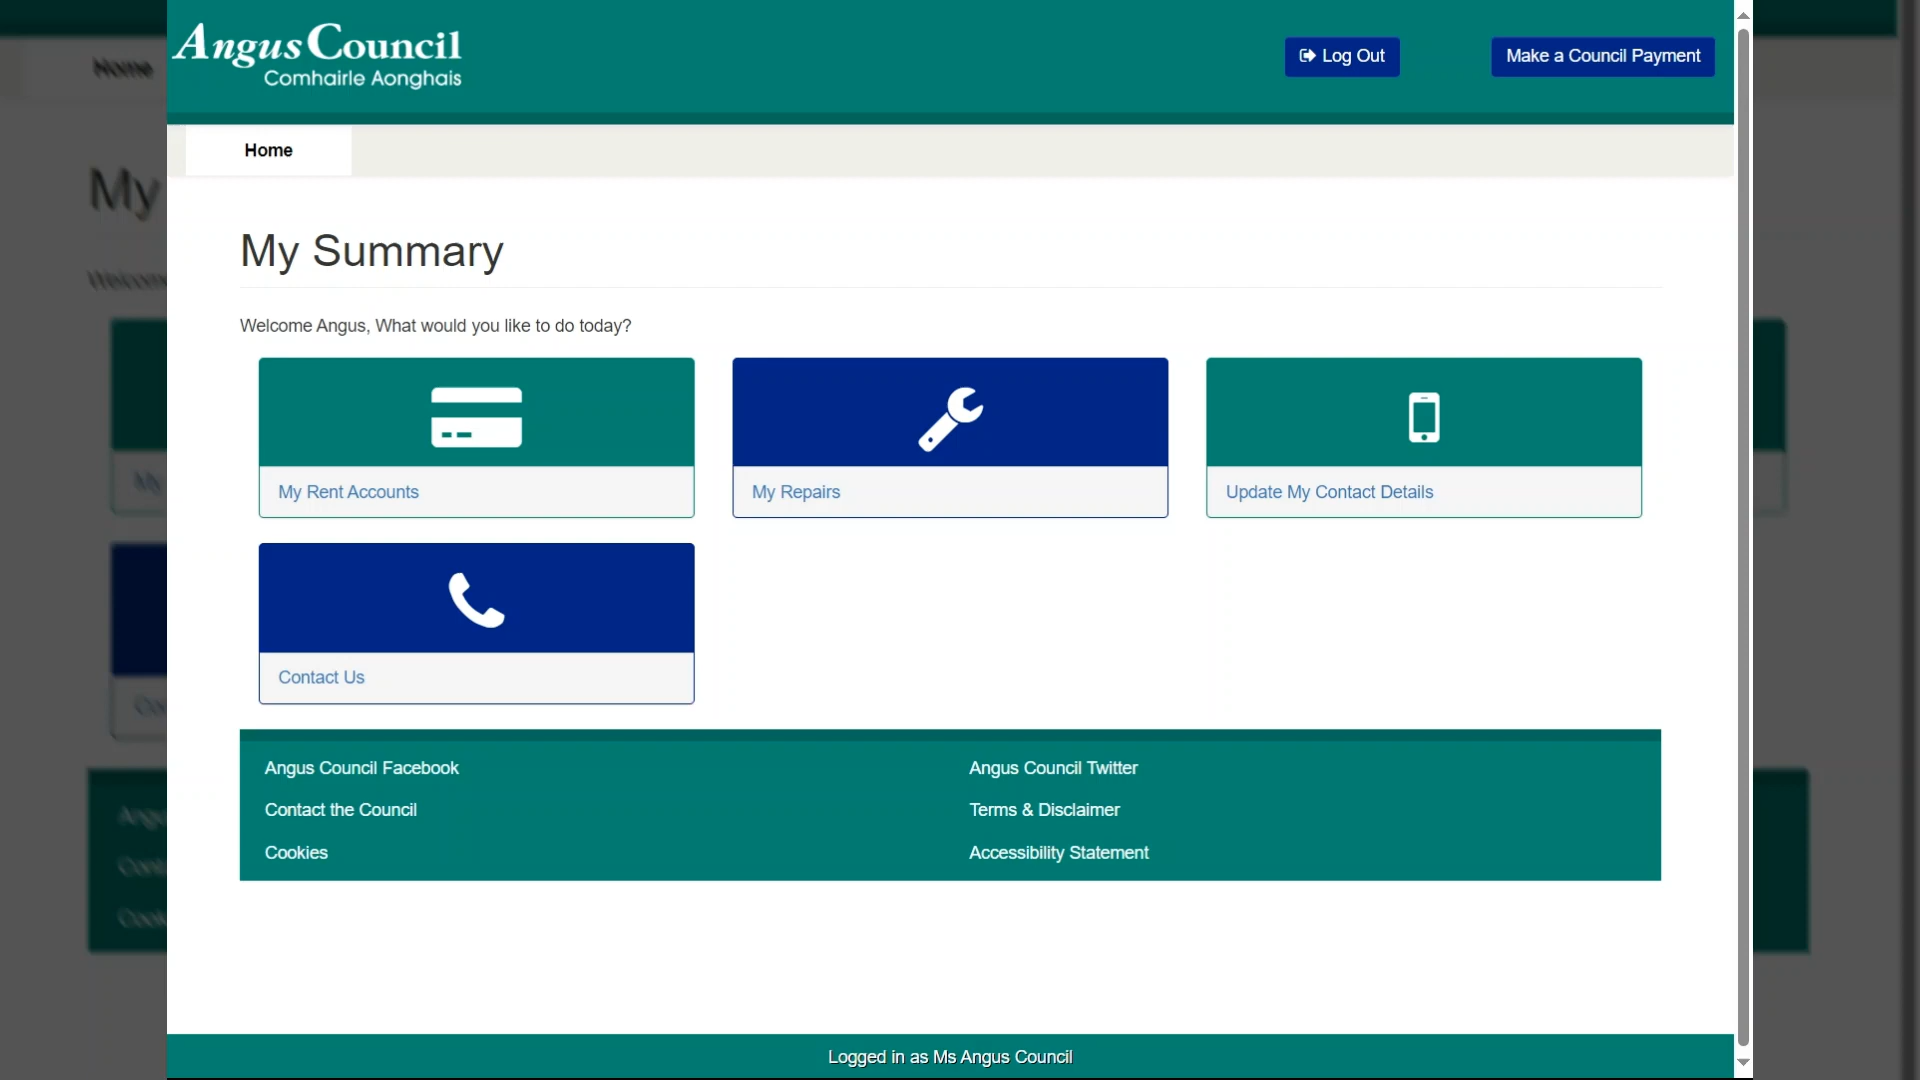 Angus Council
Comhairle Aonghais
Log Out
Make a Council Payment
Home
My Summary
Welcome Angus, What would you like to do today?
My Rent Accounts
My Repairs
Update My Contact Details
Contact Us
Angus Council Facebook
Angus Council Twitter
Contact the Council
Terms & Disclaimer
Cookies
Accessibility Statement
Logged in as Ms Angus Council
Home
My